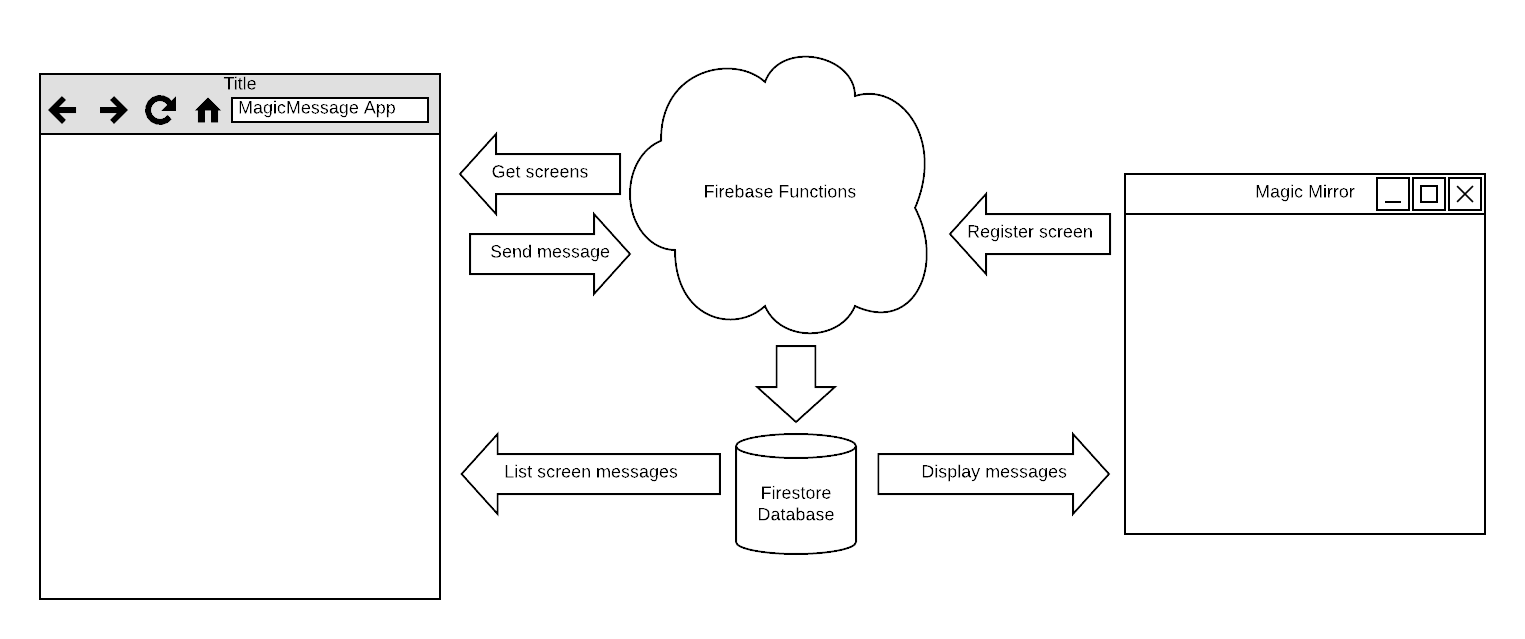 Title
MagicMessage App
Get screens
Send message
Firebase Functions
Register screen
Magic Mirror
List screen messages
Firestore
Database
Display messages